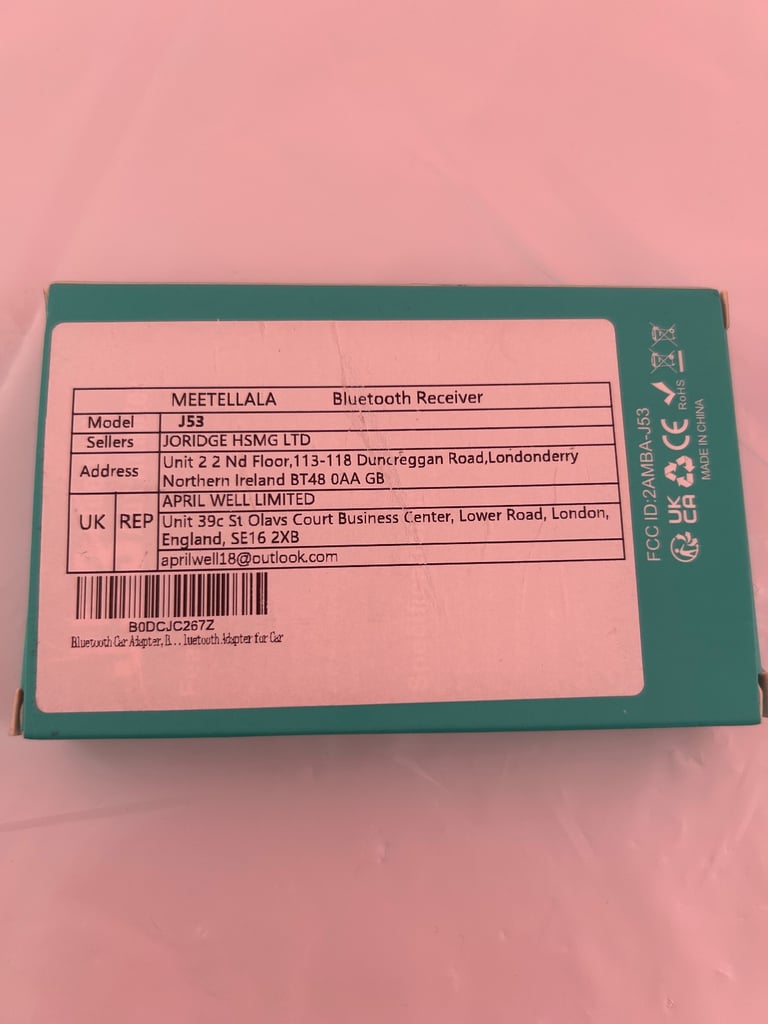 MEETELLALA Bluetooth Receiver
Model J53
Sellers JORIDGE HSMG LTD
Address Unit 2 2 Nd Floor,113-118 Duncreggan Road,Londonderry
Northern Ireland BT48 0AA GB
UK REP APRIL WELL LIMITED
Unit 39c St Olavs Court Business Center, Lower Road, London,
England, SE16 2XB
aprilwell18@outlook.com
B0DCJC267Z
Bluetooth Car Adapter, B... luetooth Adapter for Car
FCC ID:2AMBA-J53
UK
CA
CE
RoHS
MADE IN CHINA